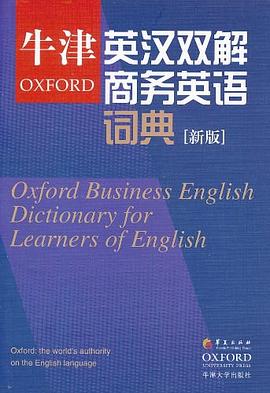 牛津
OXFORD
英汉双解
商务英语
词典[新版]
Oxford Business English
Dictionary for
Learners of English
Oxford: the world's authority
on the English language
华夏出版社
OXFORD
UNIVERSITY PRESS
牛津大学出版社